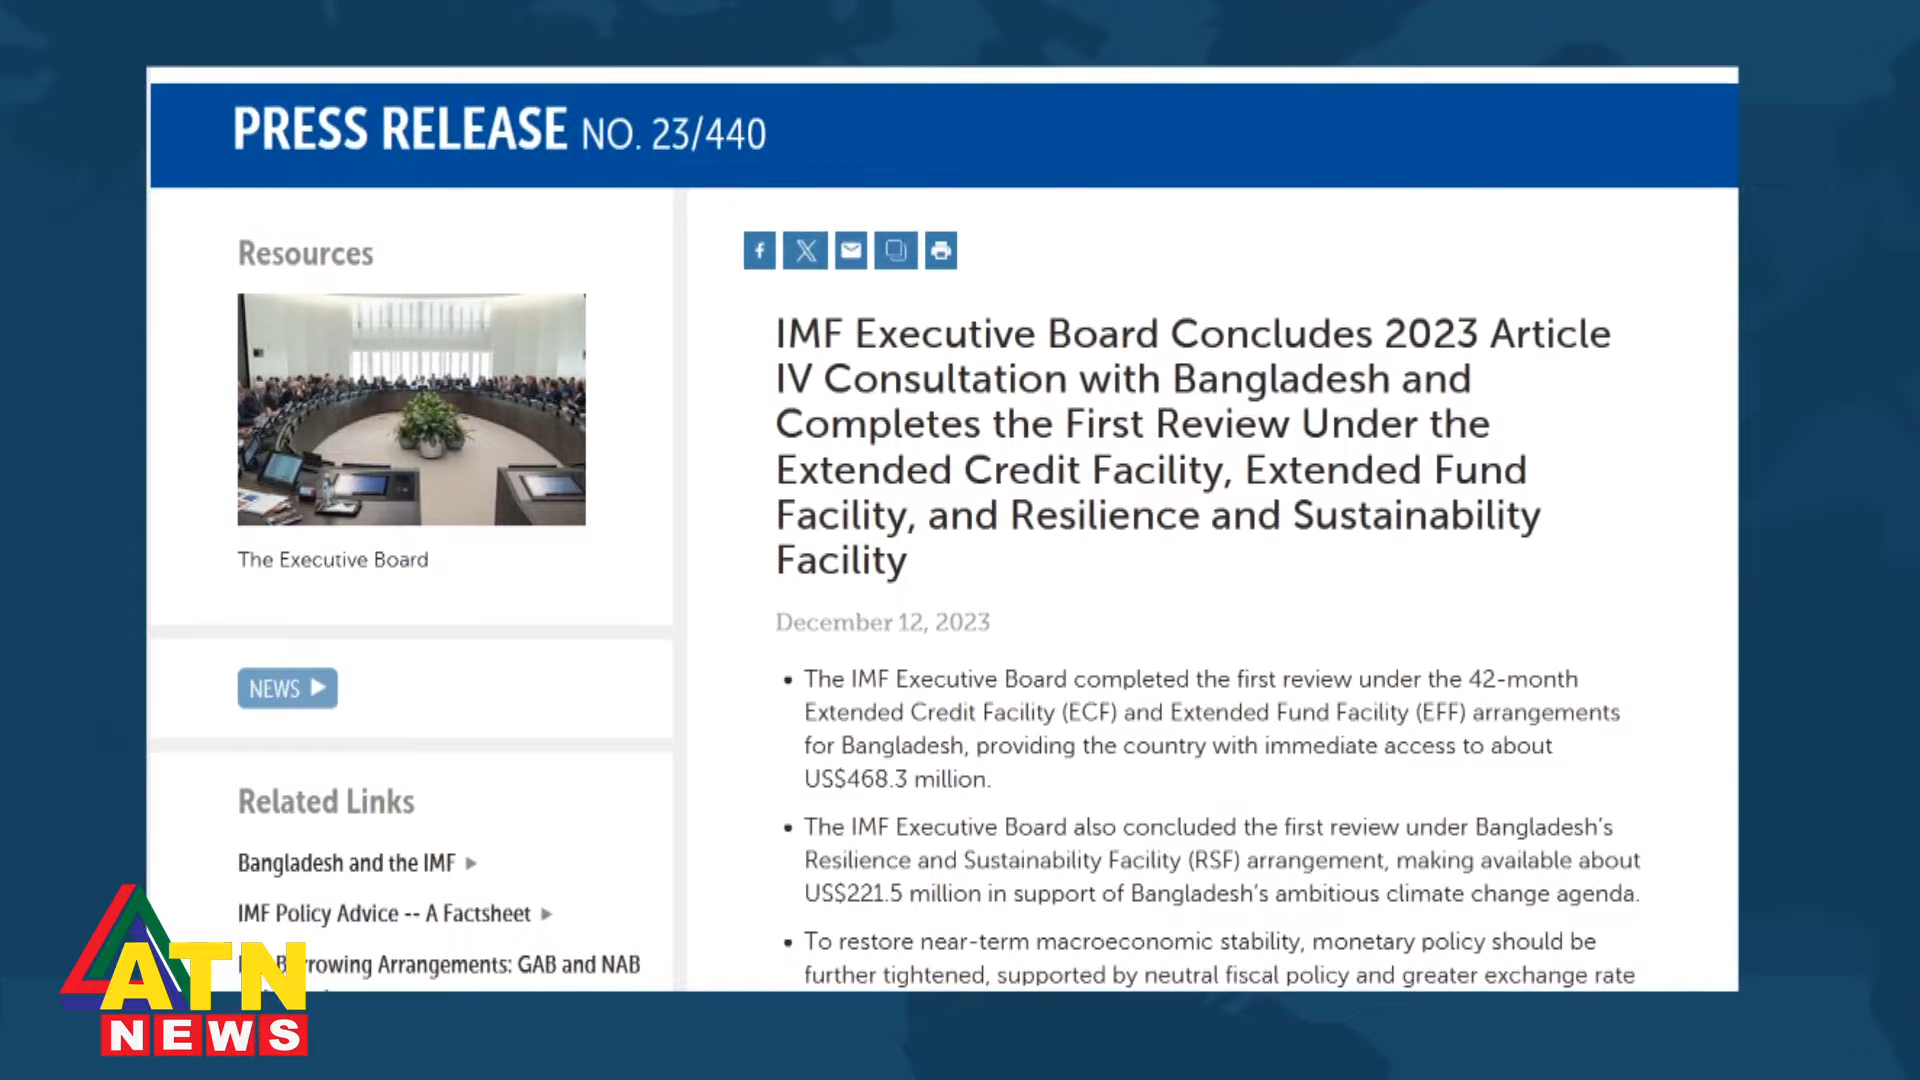 PRESS RELEASE NO. 23/440
Resources
The Executive Board
NEWS
Related Links
Bangladesh and the IMF
IMF Policy Advice -- A Factsheet
rrowing Arrangements: GAB and NAB
IMF Executive Board Concludes 2023 Article
IV Consultation with Bangladesh and
Completes the First Review Under the
Extended Credit Facility, Extended Fund
Facility, and Resilience and Sustainability
Facility
December 12, 2023
• The IMF Executive Board completed the first review under the 42-month
Extended Credit Facility (ECF) and Extended Fund Facility (EFF) arrangements
for Bangladesh, providing the country with immediate access to about
US$468.3 million.
• The IMF Executive Board also concluded the first review under Bangladesh’s
Resilience and Sustainability Facility (RSF) arrangement, making available about
US$221.5 million in support of Bangladesh’s ambitious climate change agenda.
• To restore near-term macroeconomic stability, monetary policy should be
further tightened, supported by neutral fiscal policy and greater exchange rate
ATN
NEWS